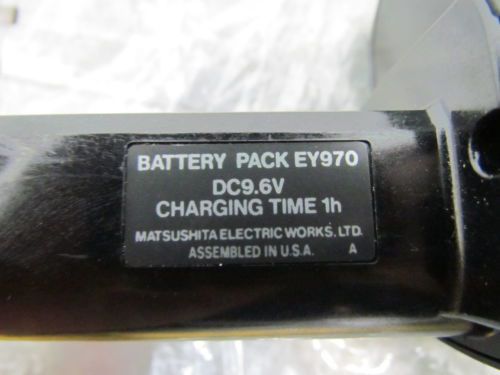 BATTERY PACK EY970
DC9.6V
CHARGING TIME 1h
MATSUSHITA ELECTRIC WORKS, LTD.
ASSEMBLED IN U.S.A. A